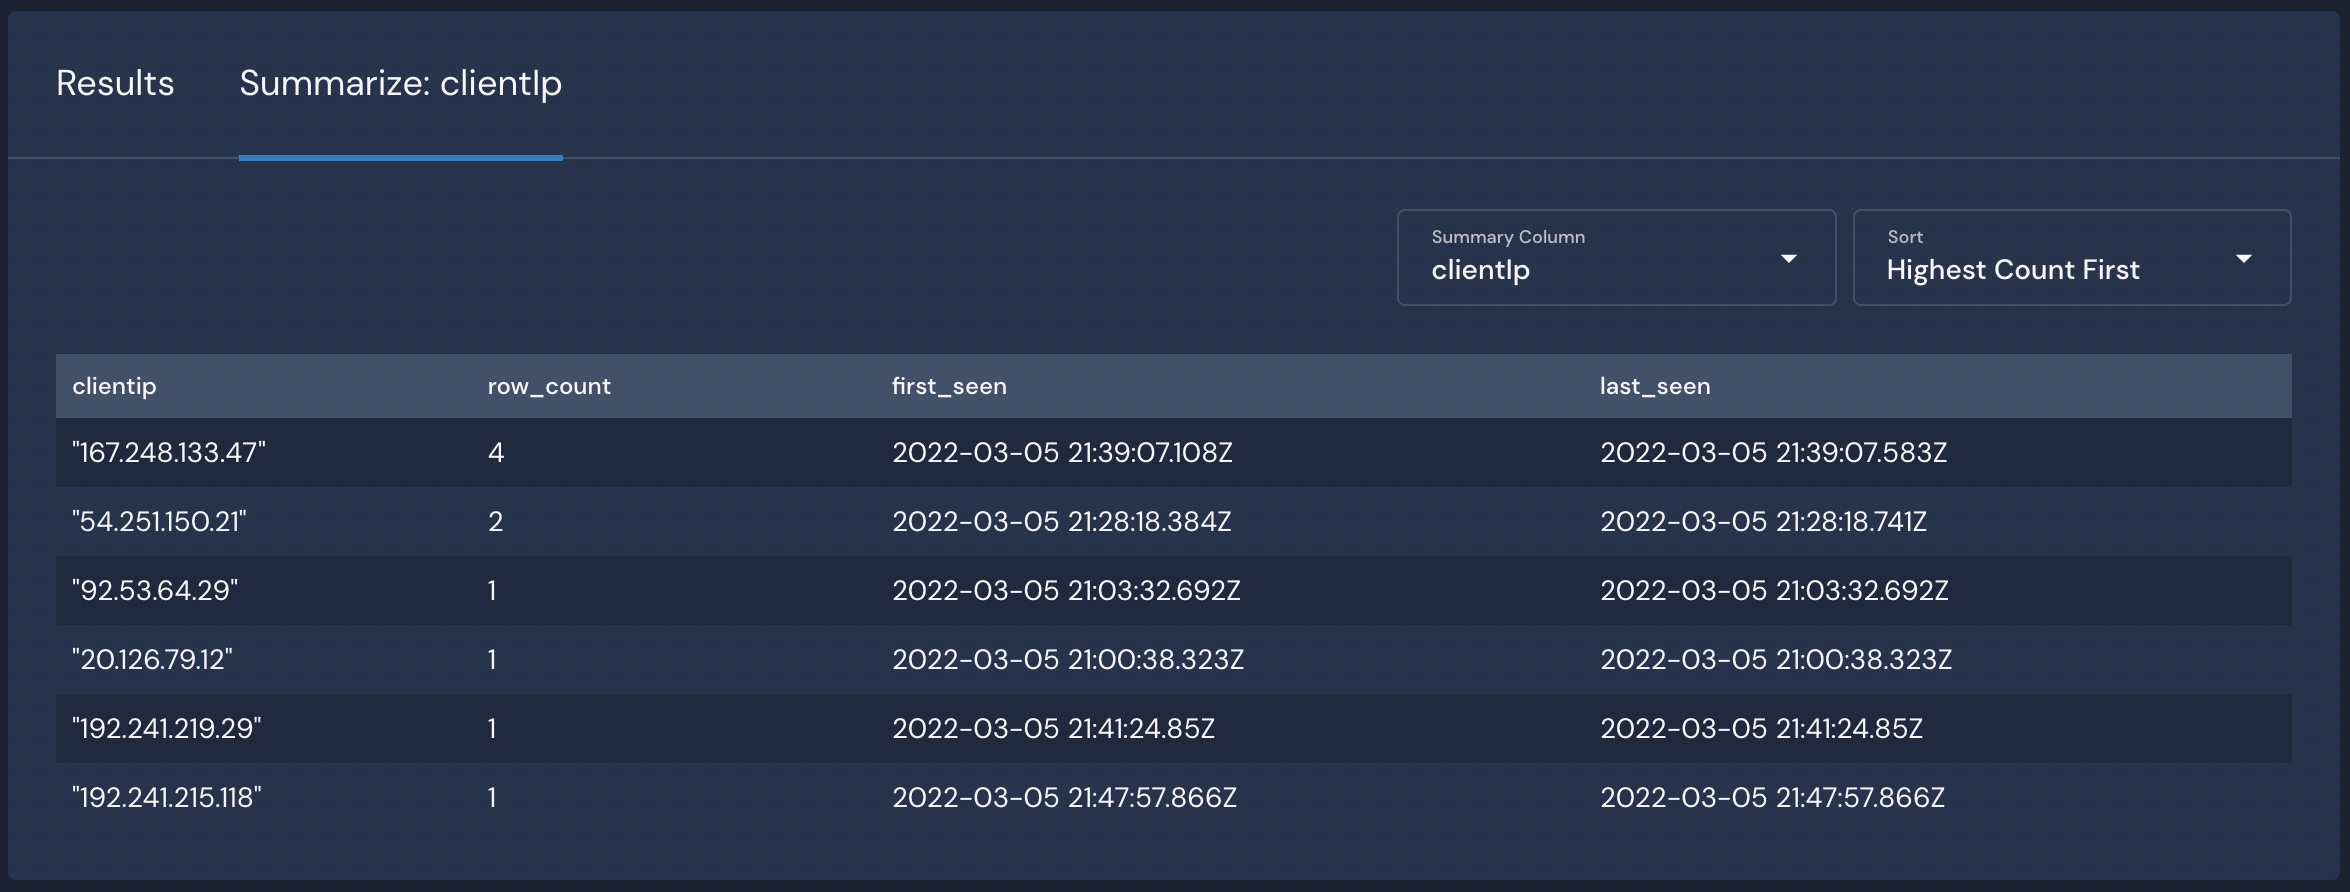 Results Summarize: clientIp
Summary Column Sort
clientIp Highest Count First
clientip row_count first_seen last_seen
"167.248.133.47" 4 2022-03-05 21:39:07.108Z 2022-03-05 21:39:07.583Z
"54.251.150.21" 2 2022-03-05 21:28:18.384Z 2022-03-05 21:28:18.741Z
"92.53.64.29" 1 2022-03-05 21:03:32.692Z 2022-03-05 21:03:32.692Z
"20.126.79.12" 1 2022-03-05 21:00:38.323Z 2022-03-05 21:00:38.323Z
"192.241.219.29" 1 2022-03-05 21:41:24.85Z 2022-03-05 21:41:24.85Z
"192.241.215.118" 1 2022-03-05 21:47:57.866Z 2022-03-05 21:47:57.866Z